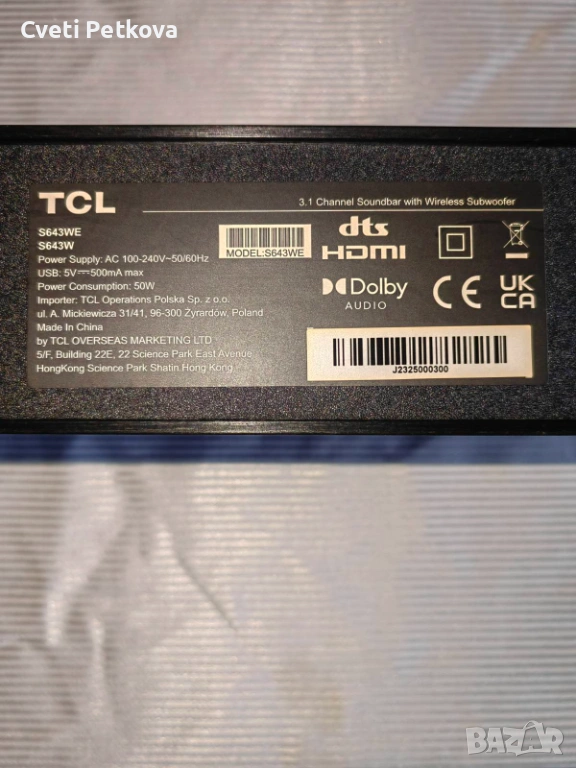 Cveti Petkova
TCL
3.1 Channel Soundbar with Wireless Subwoofer
S643WE
S643W
Power Supply: AC 100-240V~50/60Hz
USB: 5V⎓500mA max
Power Consumption: 50W
Importer: TCL Operations Polska Sp. z o.o.
ul. A. Mickiewicza 31/41, 96-300 Żyrardów, Poland
Made In China
by TCL OVERSEAS MARKETING LTD
5/F, Building 22E, 22 Science Park East Avenue
HongKong Science Park Shatin Hong Kong
MODEL:S643WE
dts
HDMI
Dolby
AUDIO
CE
UK
CA
J2325000300
BAZAR